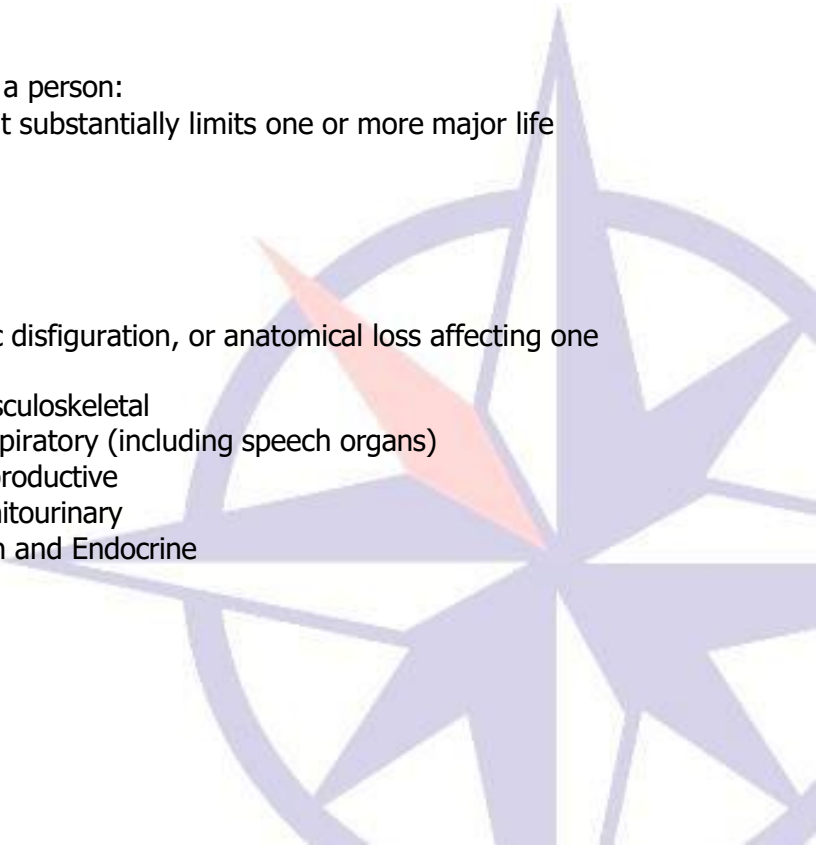 a person:
t substantially limits one or more major life
c disfiguration, or anatomical loss affecting one
sculoskeletal
piratory (including speech organs)
productive
itourinary
n and Endocrine